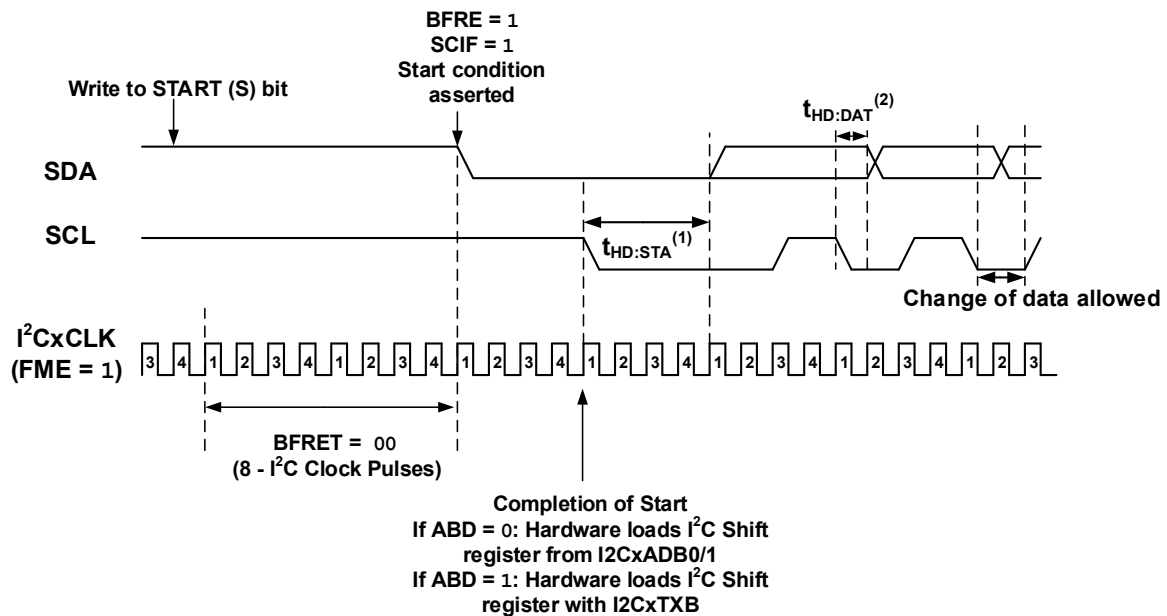 BFRE = 1
SCIF = 1
Start condition
asserted
Write to START (S) bit
tHD:DAT(2)
SDA
SCL
tHD:STA(1)
Change of data allowed
I2CxCLK
(FME = 1)
3 4 1 2 3 4 1 2 3 4 1 2 3 4 1 2 3 4 1 2 3 4 1 2 3 4 1 2 3
BFRET = 00
(8 - I2C Clock Pulses)
Completion of Start
If ABD = 0: Hardware loads I2C Shift
register from I2CxADB0/1
If ABD = 1: Hardware loads I2C Shift
register with I2CxTXB